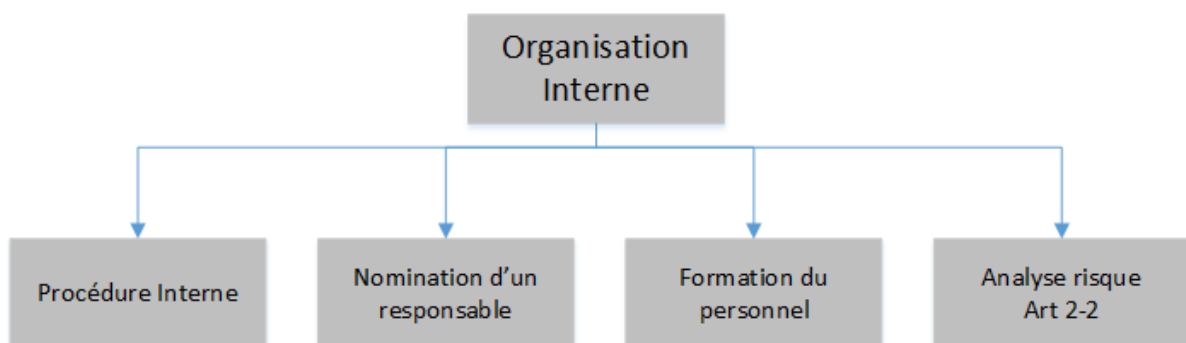 Organisation
Interne
Procédure Interne
Nomination d’un
responsable
Formation du
personnel
Analyse risque
Art 2-2